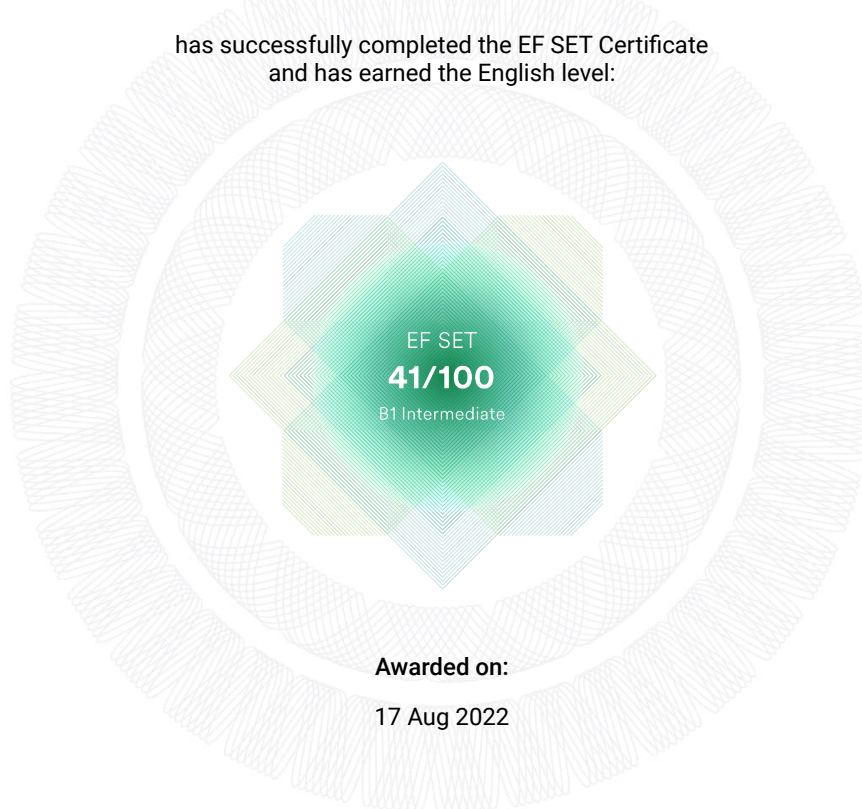 has successfully completed the EF SET Certificate
and has earned the English level:
EF SET
41/100
B1 Intermediate
Awarded on:
17 Aug 2022